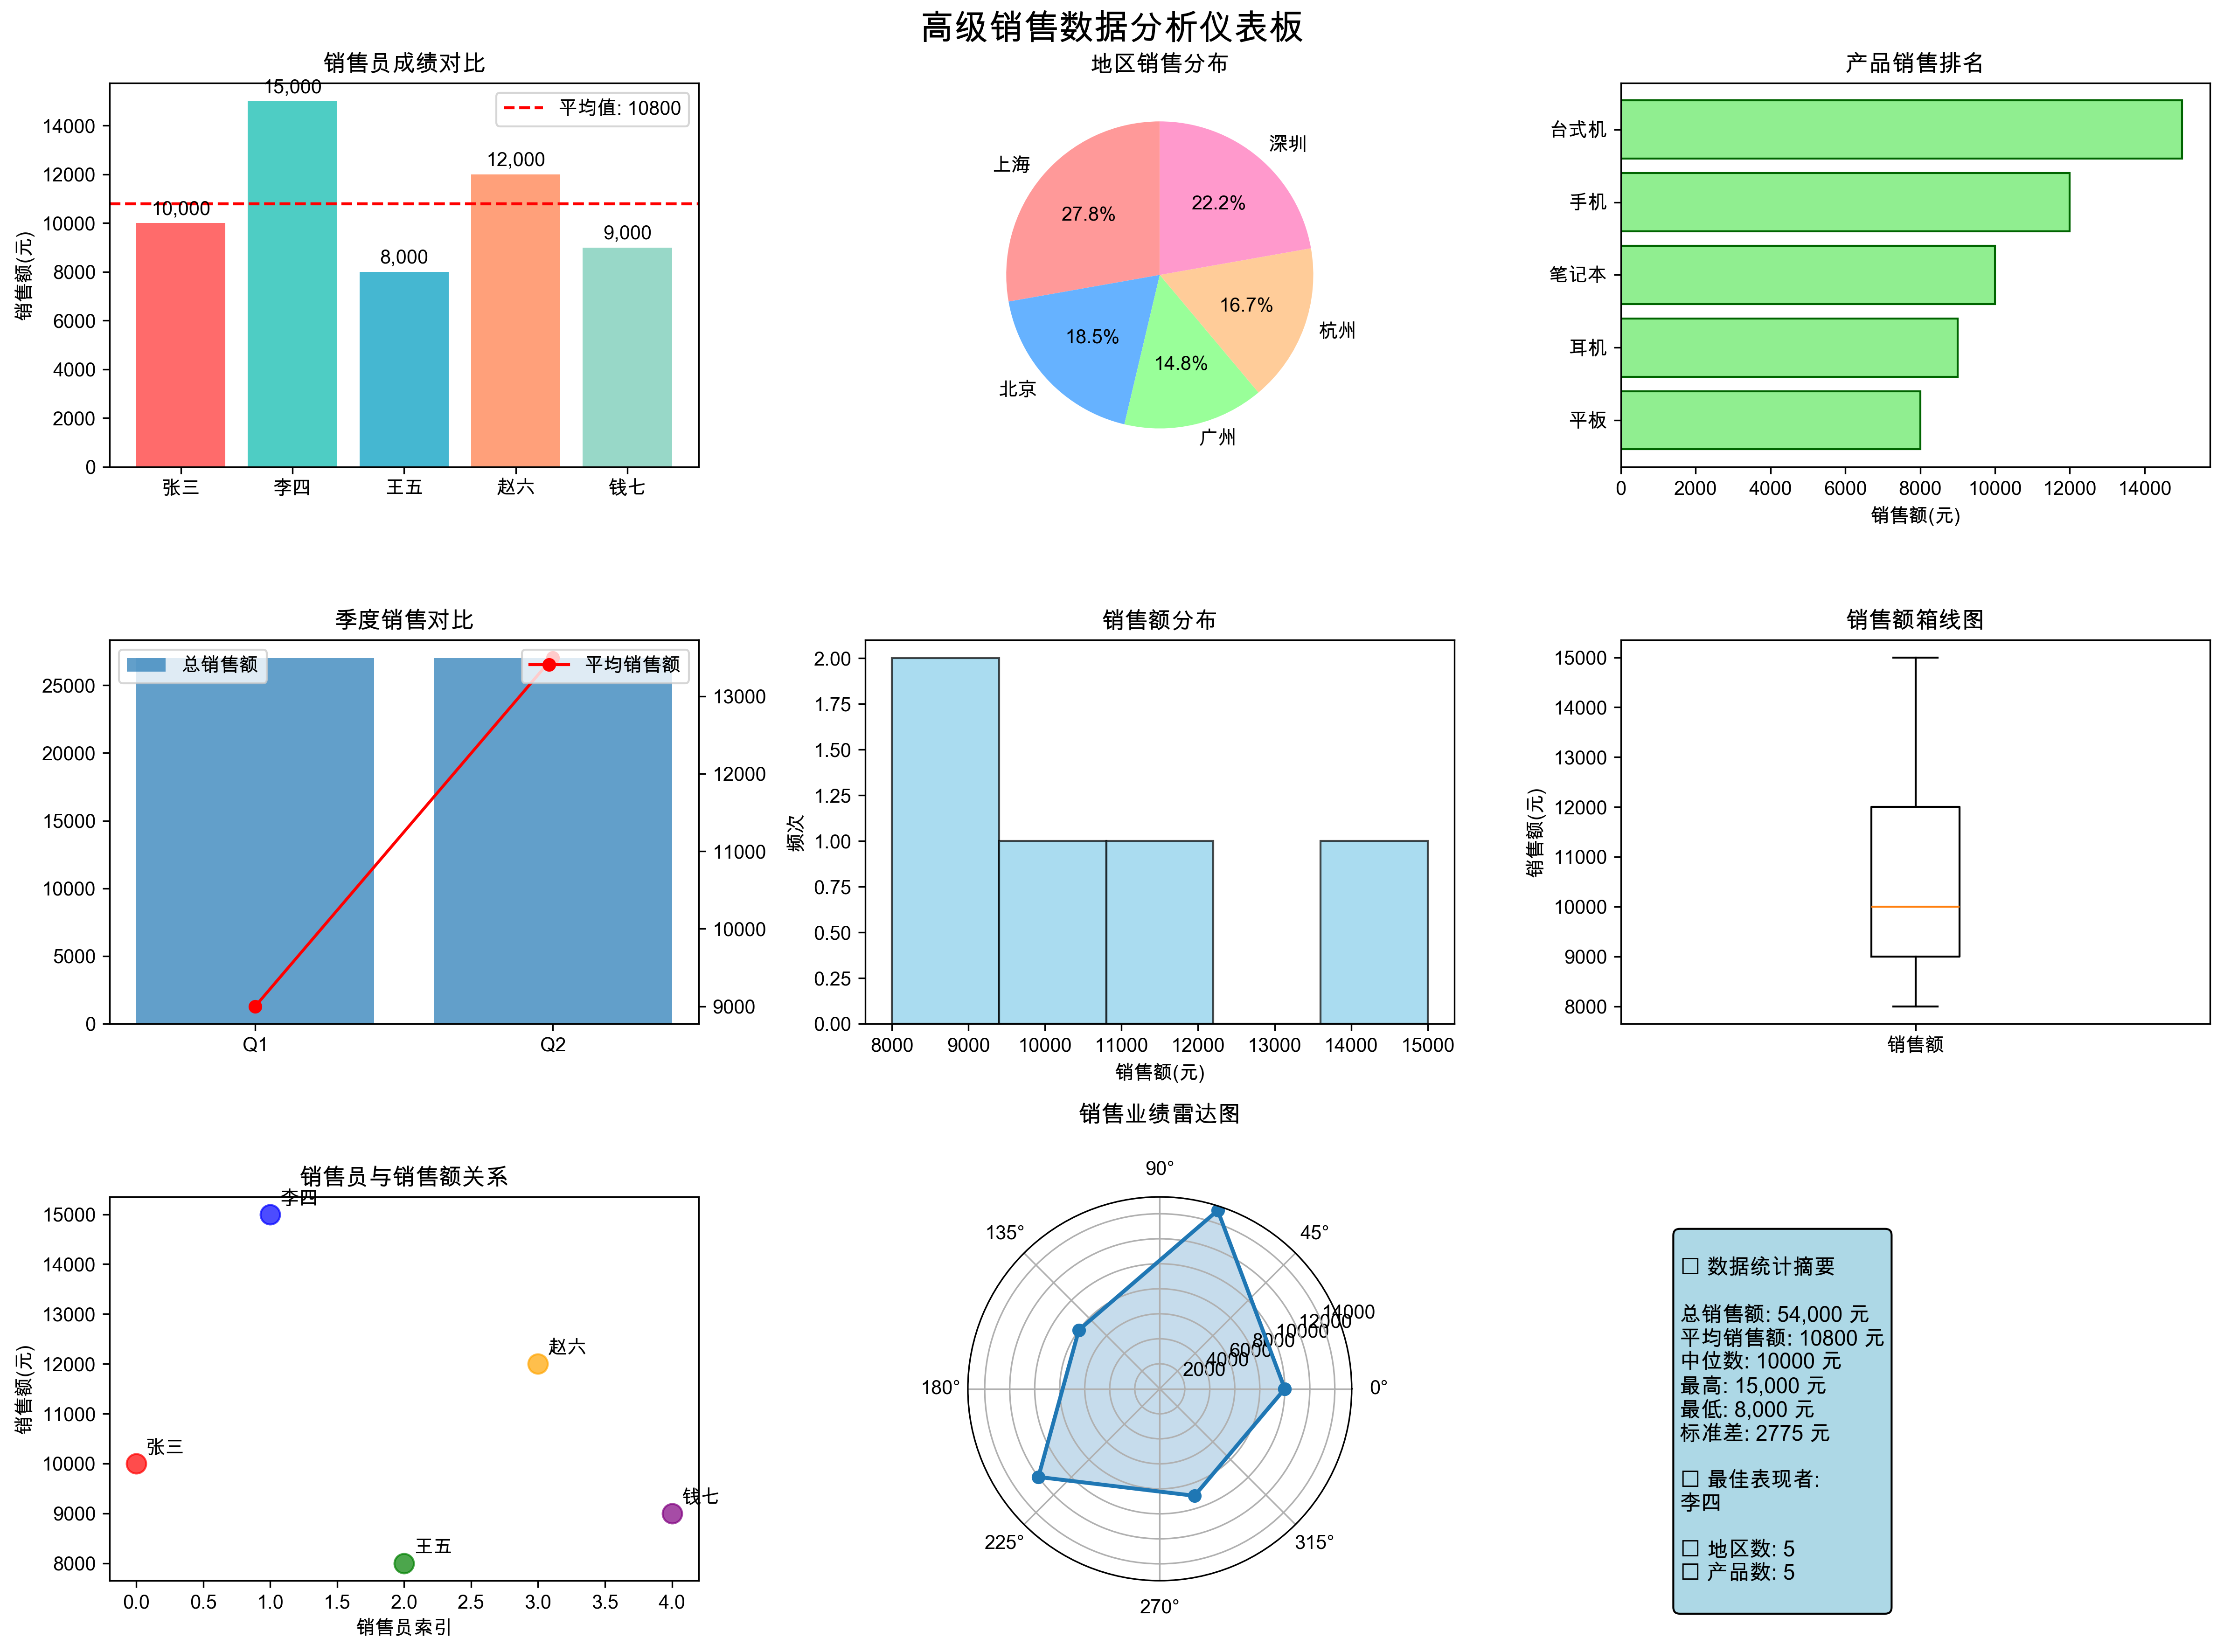 高级销售数据分析仪表板
销售员成绩对比
15,000
平均值: 10800
12,000
10,000
9,000
8,000
14000
12000
10000
8000
6000
4000
2000
0
销售额(元)
张三
李四
王五
赵六
钱七
地区销售分布
上海
深圳
27.8%
22.2%
16.7%
18.5%
14.8%
杭州
北京
广州
产品销售排名
台式机
手机
笔记本
耳机
平板
0
2000
4000
6000
8000
10000
12000
14000
销售额(元)
季度销售对比
总销售额
平均销售额
25000
20000
15000
10000
5000
0
13000
12000
11000
10000
9000
Q1
Q2
销售额分布
2.00
1.75
1.50
1.25
1.00
0.75
0.50
0.25
0.00
频次
8000
9000
10000
11000
12000
13000
14000
15000
销售额(元)
销售额箱线图
15000
14000
13000
12000
11000
10000
9000
8000
销售额(元)
销售额
销售员与销售额关系
李四
赵六
张三
钱七
王五
15000
14000
13000
12000
11000
10000
9000
8000
销售额(元)
0.0
0.5
1.0
1.5
2.0
2.5
3.0
3.5
4.0
销售员索引
销售业绩雷达图
90°
135°
45°
180°
0°
225°
315°
270°
2000
4000
6000
8000
10000
12000
14000
□ 数据统计摘要
总销售额: 54,000 元
平均销售额: 10800 元
中位数: 10000 元
最高: 15,000 元
最低: 8,000 元
标准差: 2775 元
□ 最佳表现者:
李四
□ 地区数: 5
□ 产品数: 5